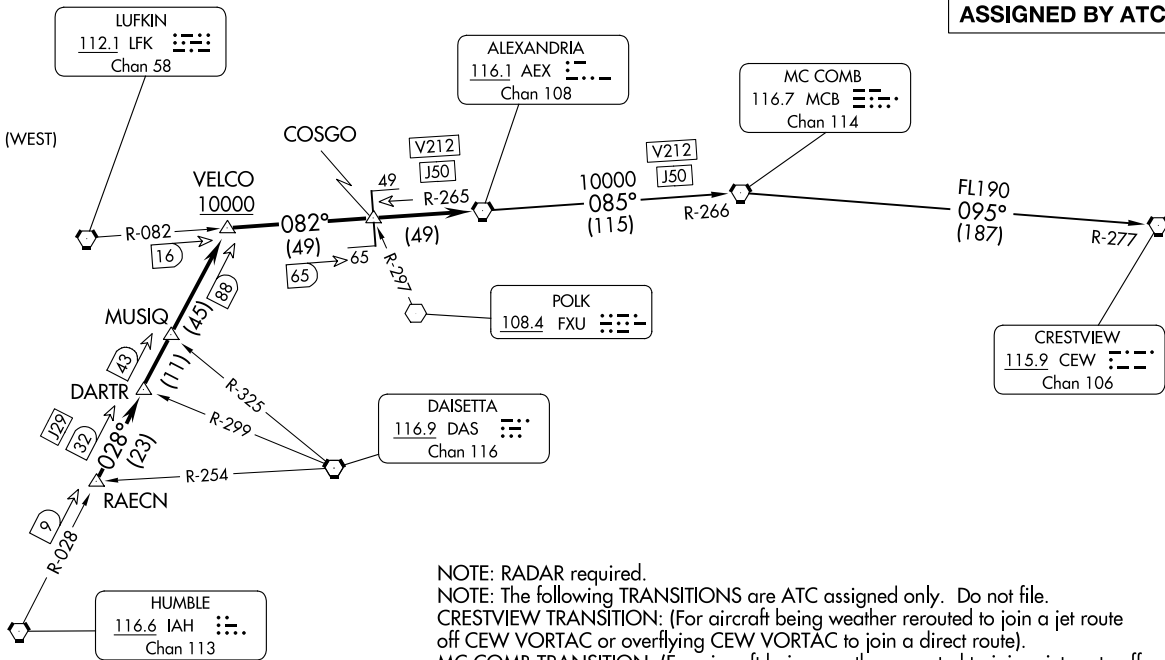 ASSIGNED BY ATC
LUFKIN
112.1 LFK
Chan 58
ALEXANDRIA
116.1 AEX
Chan 108
MC COMB
116.7 MCB
Chan 114
(WEST)
COSGO
V212
J50
V212
J50
VELCO
10000
49
R-265
10000
085°
(115)
R-266
FL190
095°
(187)
R-277
R-082
16
082°
(49)
(49)
65
65
R-297
88
(45)
POLK
108.4 FXU
MUSIQ
CRESTVIEW
115.9 CEW
Chan 106
43
(11)
R-325
DARTR
R-299
DAISETTA
116.9 DAS
Chan 116
J29
32
028°
(23)
R-254
RAECN
9
R-028
HUMBLE
116.6 IAH
Chan 113
NOTE: RADAR required.
NOTE: The following TRANSITIONS are ATC assigned only. Do not file.
CRESTVIEW TRANSITION: (For aircraft being weather rerouted to join a jet route
off CEW VORTAC or overflying CEW VORTAC to join a direct route).